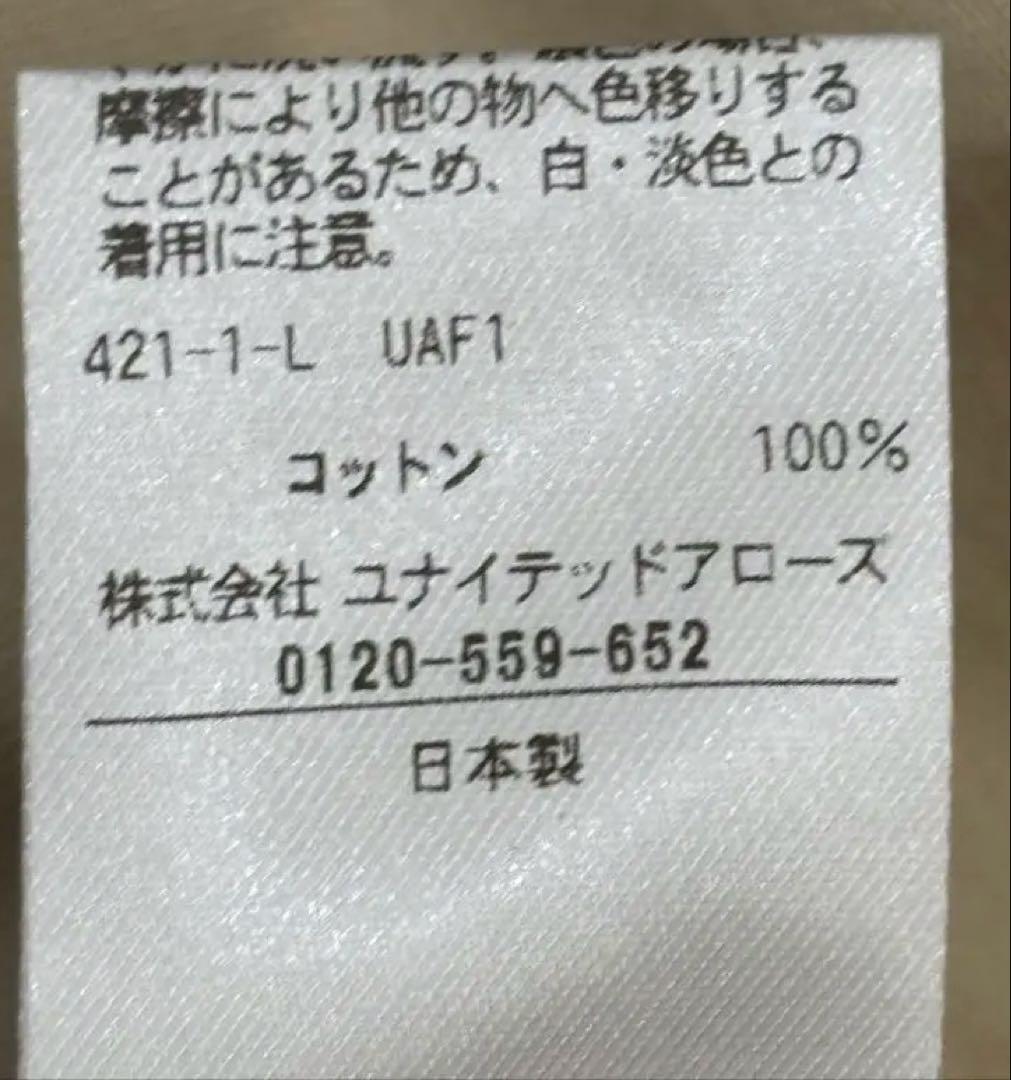 摩擦により他の物へ色移りする
ことがあるため、白・淡色との
着用に注意。
421-1-L UAF1
コットン 100%
株式会社 ユナイテッドアローズ
0120-559-652
日本製